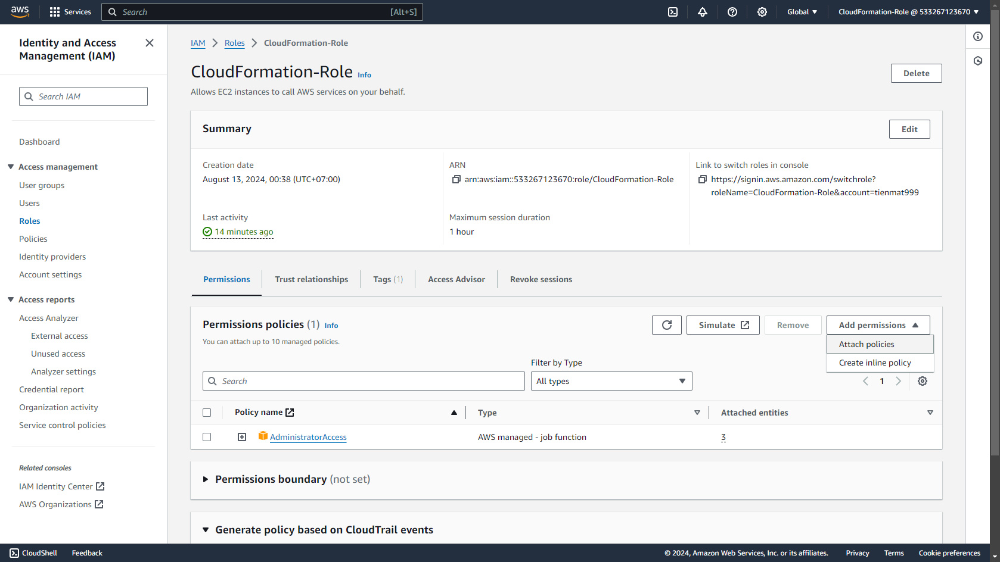 aws
Services
Search
[Alt+S]
Global
CloudFormation-Role @ 533267123670
Identity and Access
Management (IAM)
Search IAM
Dashboard
Access management
User groups
Users
Roles
Policies
Identity providers
Account settings
Access reports
Access Analyzer
External access
Unused access
Analyzer settings
Credential report
Organization activity
Service control policies
Related consoles
IAM Identity Center
AWS Organizations
IAM > Roles > CloudFormation-Role
CloudFormation-Role Info
Delete
Allows EC2 instances to call AWS services on your behalf.
Summary
Edit
Creation date
August 13, 2024, 00:38 (UTC+07:00)
ARN
arn:aws:iam::533267123670:role/CloudFormation-Role
Link to switch roles in console
https://signin.aws.amazon.com/switchrole?
roleName=CloudFormation-Role&account=tienmat999
Last activity
14 minutes ago
Maximum session duration
1 hour
Permissions
Trust relationships
Tags (1)
Access Advisor
Revoke sessions
Permissions policies (1) Info
You can attach up to 10 managed policies.
Simulate
Remove
Add permissions
Attach policies
Create inline policy
Filter by Type
Search
All types
1
Policy name
Type
Attached entities
AdministratorAccess
AWS managed - job function
3
Permissions boundary (not set)
Generate policy based on CloudTrail events
CloudShell
Feedback
© 2024, Amazon Web Services, Inc. or its affiliates.
Privacy
Terms
Cookie preferences